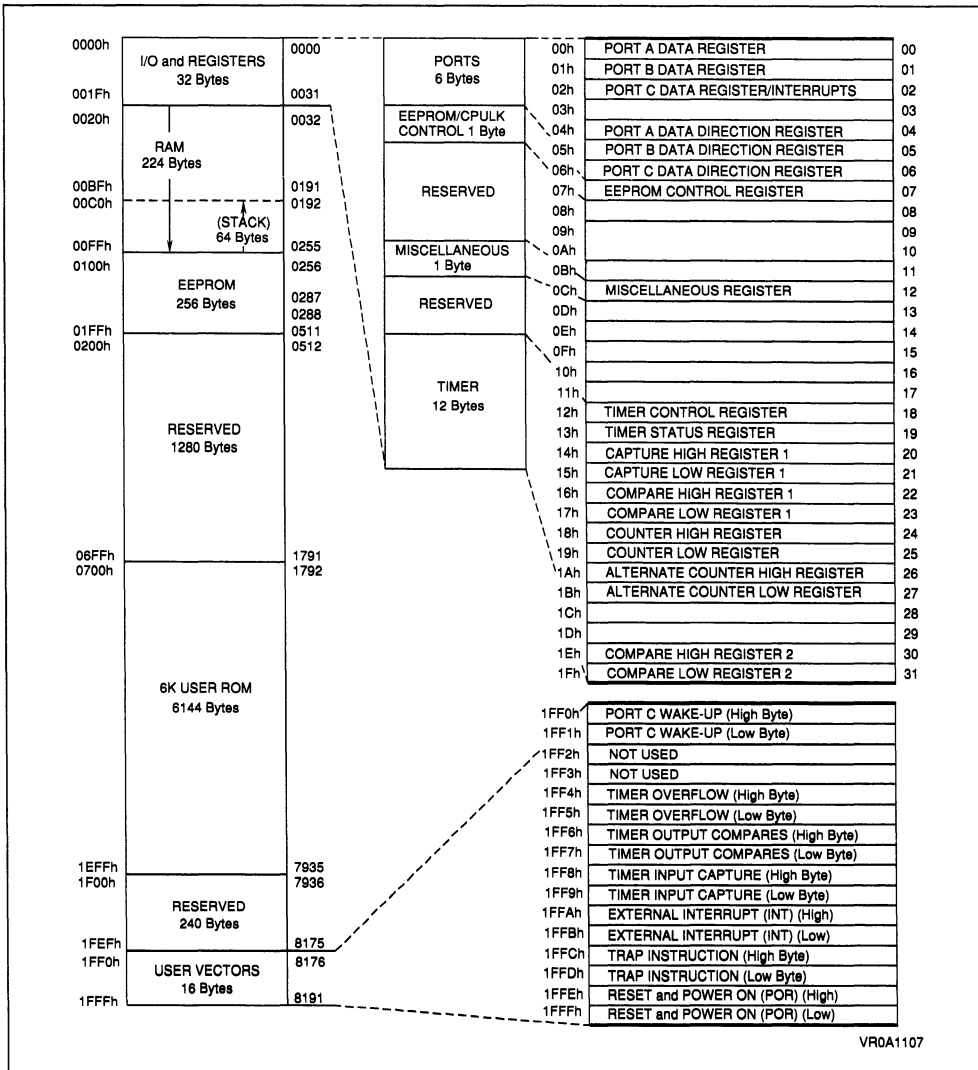 0000h
I/O and REGISTERS
32 Bytes
0000
001Fh
0031
0020h
0032
RAM
224 Bytes
00BFh
0191
00C0h
0192
(STACK)
64 Bytes
00FFh
0255
0100h
0256
EEPROM
256 Bytes
0287
0288
01FFh
0511
0200h
0512
RESERVED
1280 Bytes
06FFh
1791
0700h
1792
6K USER ROM
6144 Bytes
1EFFh
7935
1F00h
7936
RESERVED
240 Bytes
1FEFh
8175
1FF0h
8176
USER VECTORS
16 Bytes
1FFFh
8191
PORTS
6 Bytes
EEPROM/CPULK
CONTROL 1 Byte
RESERVED
MISCELLANEOUS
1 Byte
RESERVED
TIMER
12 Bytes
00h PORT A DATA REGISTER 00
01h PORT B DATA REGISTER 01
02h PORT C DATA REGISTER/INTERRUPTS 02
03h 03
04h PORT A DATA DIRECTION REGISTER 04
05h PORT B DATA DIRECTION REGISTER 05
06h PORT C DATA DIRECTION REGISTER 06
07h EEPROM CONTROL REGISTER 07
08h 08
09h 09
0Ah 10
0Bh 11
0Ch MISCELLANEOUS REGISTER 12
0Dh 13
0Eh 14
0Fh 15
10h 16
11h 17
12h TIMER CONTROL REGISTER 18
13h TIMER STATUS REGISTER 19
14h CAPTURE HIGH REGISTER 1 20
15h CAPTURE LOW REGISTER 1 21
16h COMPARE HIGH REGISTER 1 22
17h COMPARE LOW REGISTER 1 23
18h COUNTER HIGH REGISTER 24
19h COUNTER LOW REGISTER 25
1Ah ALTERNATE COUNTER HIGH REGISTER 26
1Bh ALTERNATE COUNTER LOW REGISTER 27
1Ch 28
1Dh 29
1Eh COMPARE HIGH REGISTER 2 30
1Fh COMPARE LOW REGISTER 2 31
1FF0h PORT C WAKE-UP (High Byte)
1FF1h PORT C WAKE-UP (Low Byte)
1FF2h NOT USED
1FF3h NOT USED
1FF4h TIMER OVERFLOW (High Byte)
1FF5h TIMER OVERFLOW (Low Byte)
1FF6h TIMER OUTPUT COMPARES (High Byte)
1FF7h TIMER OUTPUT COMPARES (Low Byte)
1FF8h TIMER INPUT CAPTURE (High Byte)
1FF9h TIMER INPUT CAPTURE (Low Byte)
1FFAh EXTERNAL INTERRUPT (INT) (High)
1FFBh EXTERNAL INTERRUPT (INT) (Low)
1FFCh TRAP INSTRUCTION (High Byte)
1FFDh TRAP INSTRUCTION (Low Byte)
1FFEh RESET and POWER ON (POR) (High)
1FFFh RESET and POWER ON (POR) (Low)
VR0A1107